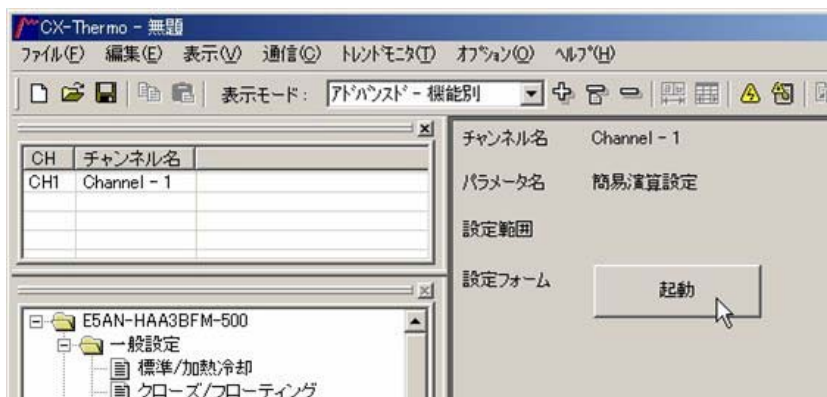 CX-Thermo - 無題
ファイル(F) 編集(E) 表示(V) 通信(C) トレンドモニタ(T) オプション(O) ヘルプ(H)
表示モード: アドバンスド - 機能別
CH チャンネル名
CH1 Channel - 1
チャンネル名 Channel - 1
パラメータ名 簡易演算設定
設定範囲
設定フォーム 起動
E5AN-HAA3BFM-500
一般設定
標準/加熱冷却
クローズ/フローティング